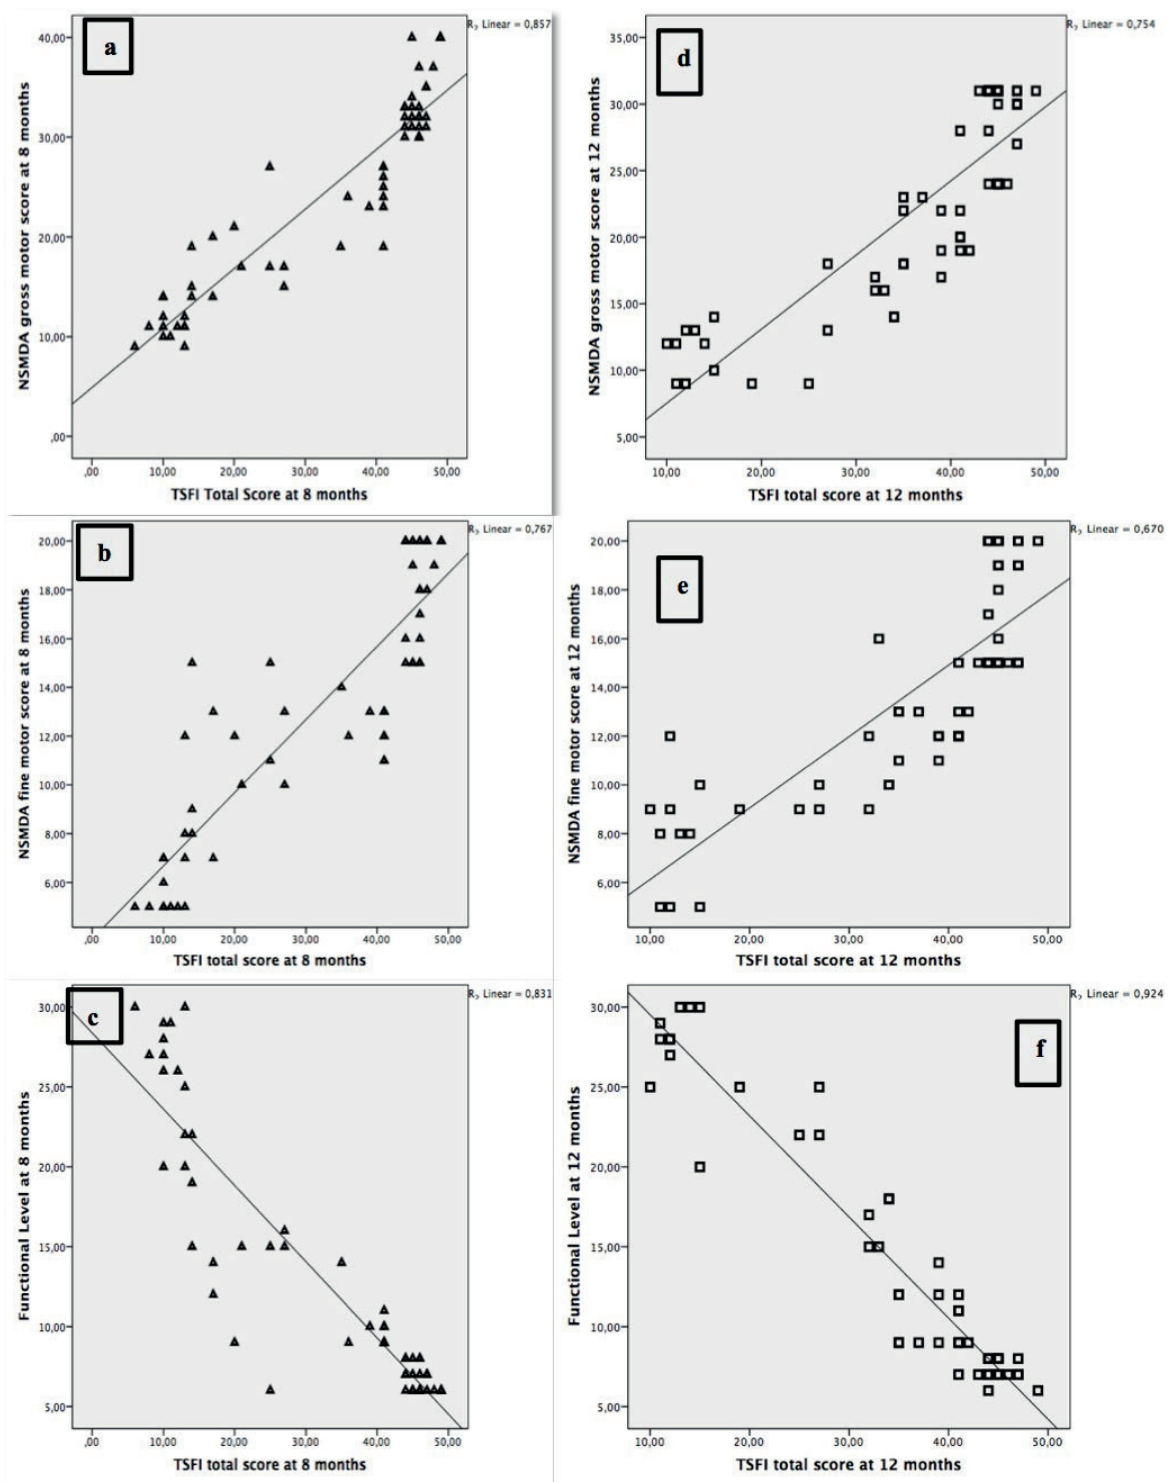 a
R₂ Linear = 0,857
NSMDA gross motor score at 8 months
40,00
30,00
20,00
10,00
,00
,00 10,00 20,00 30,00 40,00 50,00
TSFI Total Score at 8 months
d
R₂ Linear = 0,754
NSMDA gross motor score at 12 months
35,00
30,00
25,00
20,00
15,00
10,00
5,00
10,00 20,00 30,00 40,00 50,00
TSFI total score at 12 months
b
R₂ Linear = 0,767
NSMDA fine motor score at 8 months
20,00
18,00
16,00
14,00
12,00
10,00
8,00
6,00
,00 10,00 20,00 30,00 40,00 50,00
TSFI total score at 8 months
e
R₂ Linear = 0,670
NSMDA fine motor score at 12 months
20,00
18,00
16,00
14,00
12,00
10,00
8,00
6,00
10,00 20,00 30,00 40,00 50,00
TSFI total score at 12 months
c
R₂ Linear = 0,831
Functional Level at 8 months
30,00
25,00
20,00
15,00
10,00
5,00
,00 10,00 20,00 30,00 40,00 50,00
TSFI total score at 8 months
f
R₂ Linear = 0,924
Functional Level at 12 months
30,00
25,00
20,00
15,00
10,00
5,00
10,00 20,00 30,00 40,00 50,00
TSFI total score at 12 months